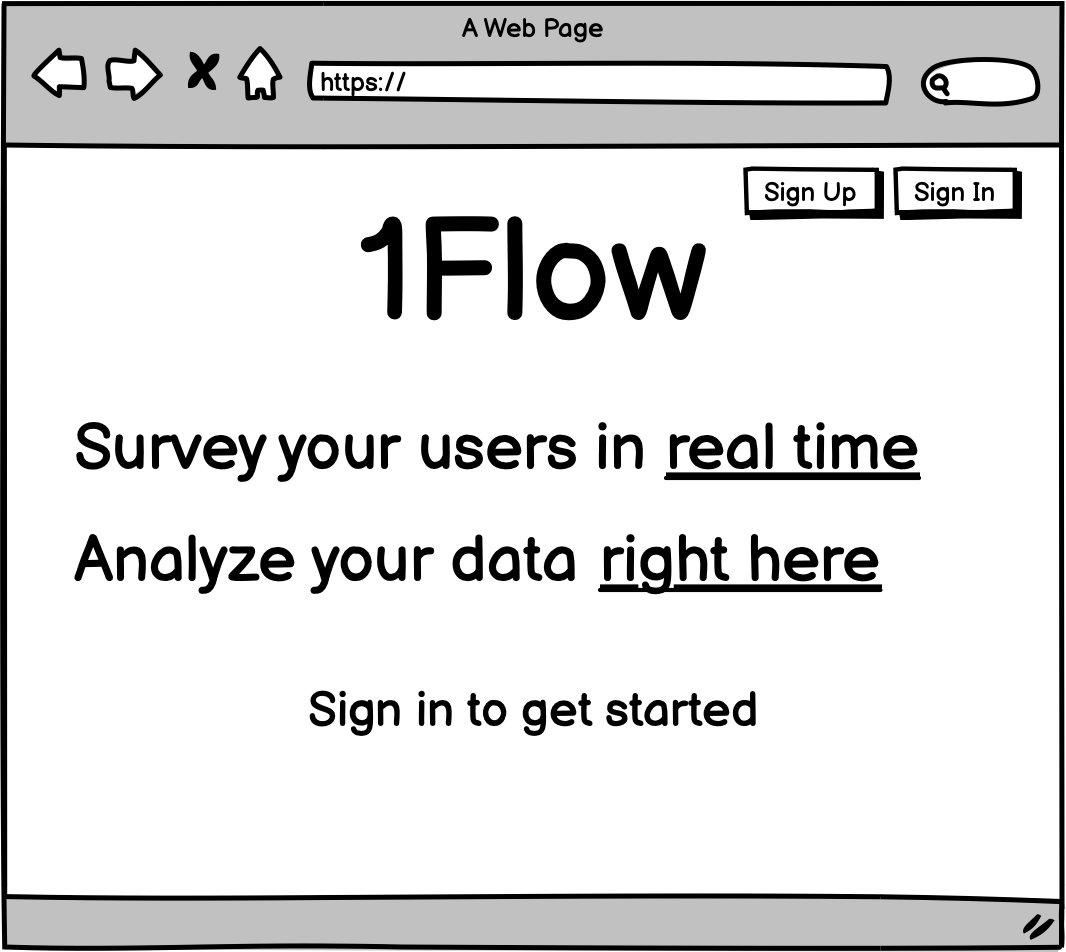 A Web Page
https://
Sign Up
Sign In
1Flow
Survey your users in real time
Analyze your data right here
Sign in to get started